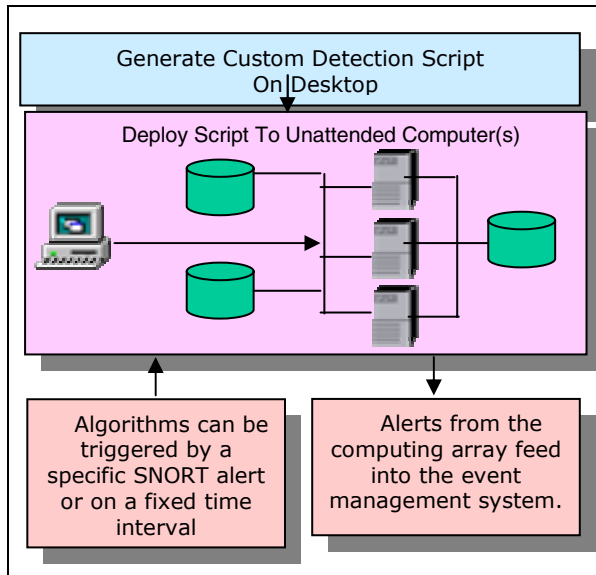 Generate Custom Detection Script
On Desktop
Deploy Script To Unattended Computer(s)
Algorithms can be
triggered by a
specific SNORT alert
or on a fixed time
interval
Alerts from the
computing array feed
into the event
management system.